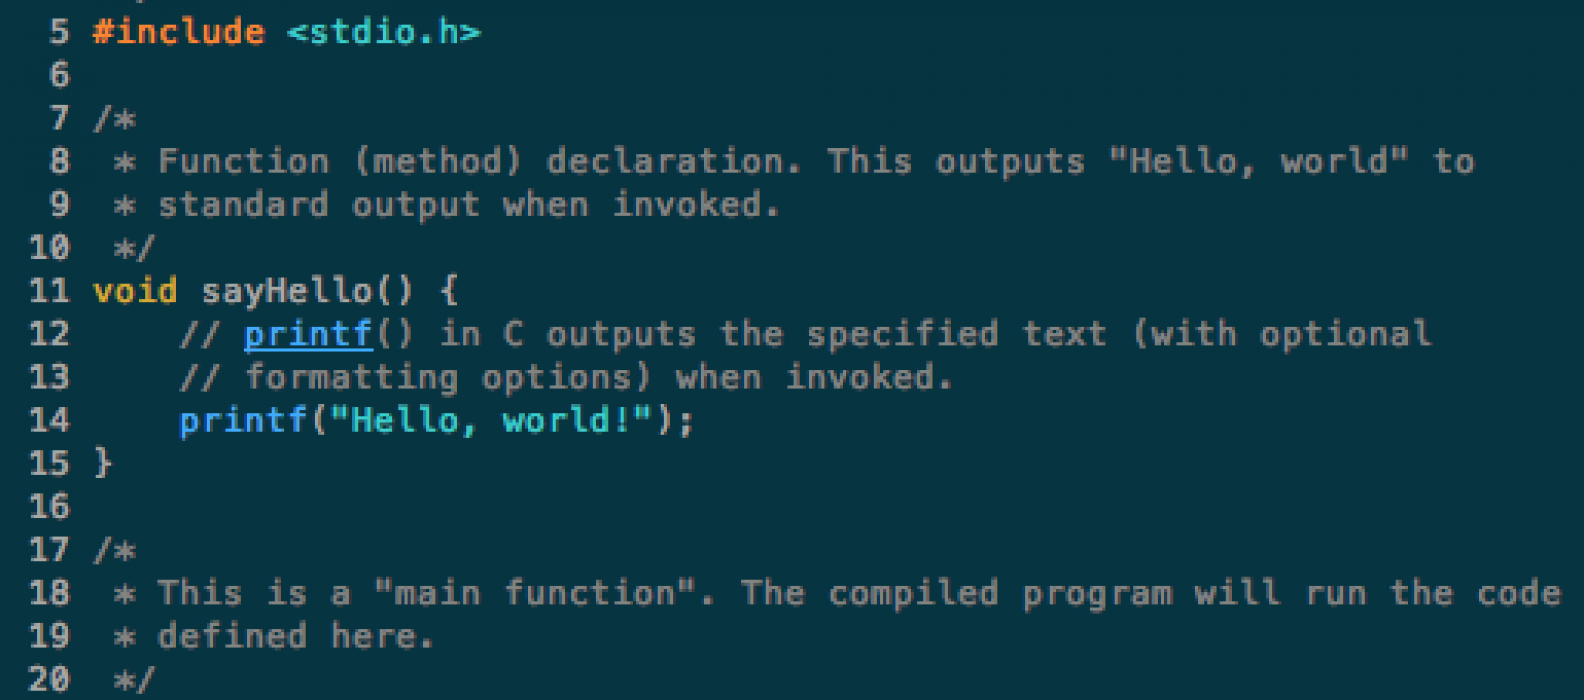 5 #include <stdio.h>
6
7 /*
8  * Function (method) declaration. This outputs "Hello, world" to
9  * standard output when invoked.
10  */
11 void sayHello() {
12     // printf() in C outputs the specified text (with optional
13     // formatting options) when invoked.
14     printf("Hello, world!");
15 }
16
17 /*
18  * This is a "main function". The compiled program will run the code
19  * defined here.
20  */